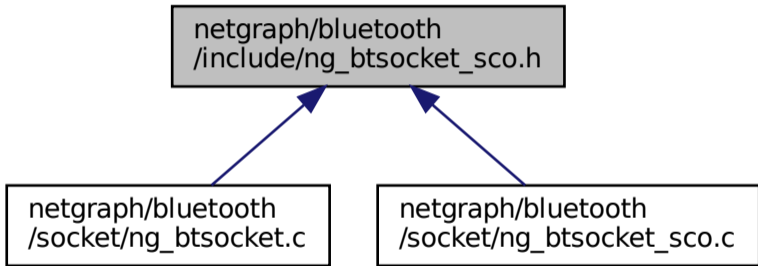 netgraph/bluetooth
/include/ng_btsocket_sco.h
netgraph/bluetooth
/socket/ng_btsocket.c
netgraph/bluetooth
/socket/ng_btsocket_sco.c